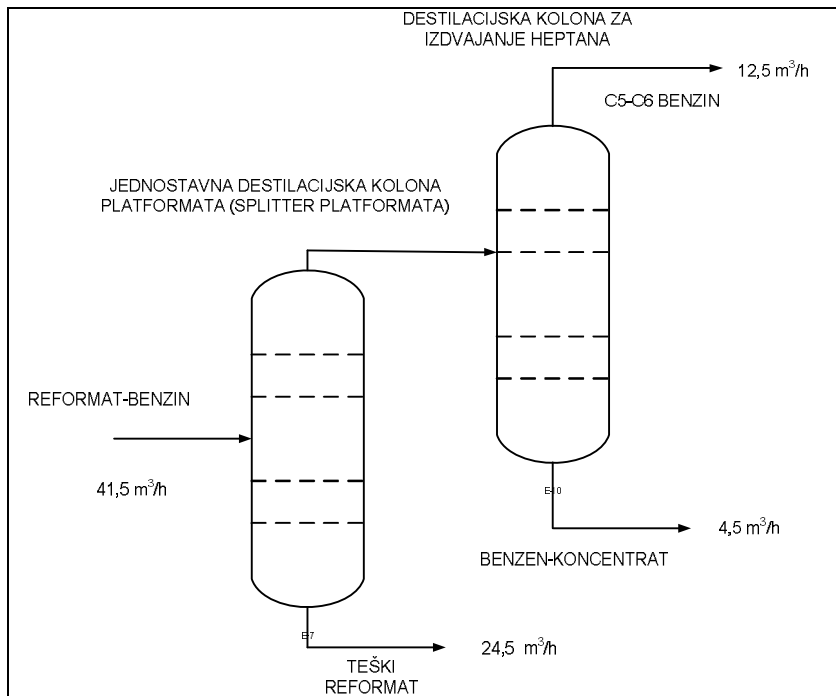 DESTILACIJSKA KOLONA ZA
IZDVAJANJE HEPTANA
12,5 m³/h
C5-C6 BENZIN
JEDNOSTAVNA DESTILACIJSKA KOLONA
PLATFORMATA (SPLITTER PLATFORMATA)
REFORMAT-BENZIN
41,5 m³/h
E-10
4,5 m³/h
BENZEN-KONCENTRAT
E-7
24,5 m³/h
TEŠKI
REFORMAT